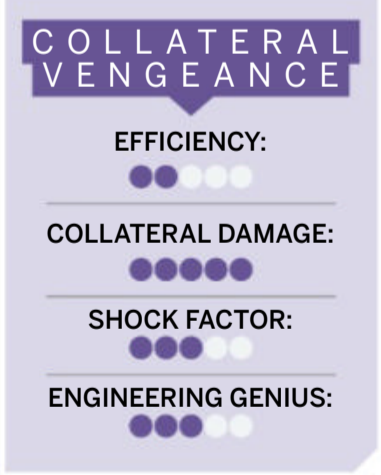 COLLATERAL
VENGEANCE
EFFICIENCY:
COLLATERAL DAMAGE:
SHOCK FACTOR:
ENGINEERING GENIUS: